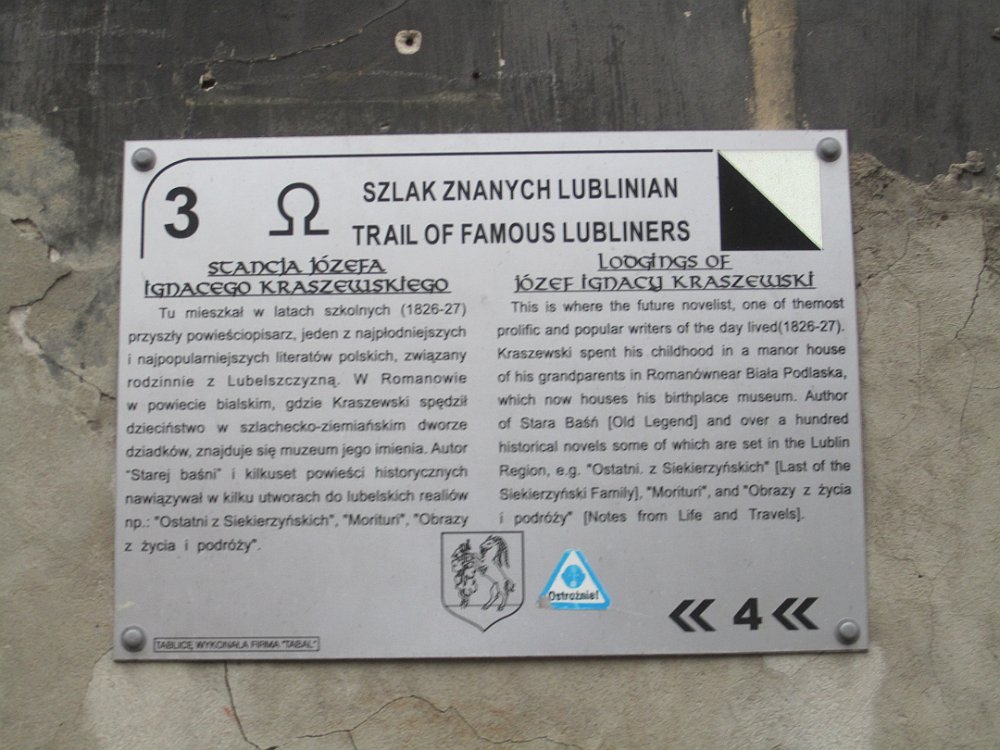 3 Ω SZLAK ZNANYCH LUBLINIAN
TRAIL OF FAMOUS LUBLINERS
STANCJA JÓZEFA
IGNACEGO KRASZEWSKIEGO
Tu mieszkał w latach szkolnych (1826-27)
przyszły powieściopisarz, jeden z najpłodniejszych
i najpopularniejszych literatów polskich, związany
rodzinnie z Lubelszczyzną. W Romanowie
w powiecie bialskim, gdzie Kraszewski spędził
dzieciństwo w szlachecko-ziemiańskim dworze
dziadków, znajduje się muzeum jego imienia. Autor
"Starej baśni" i kilkuset powieści historycznych
nawiązywał w kilku utworach do lubelskich realiów
np.: "Ostatni z Siekierzyńskich", "Morituri", "Obrazy
z życia i podróży".
LODGINGS OF
JÓZEF IGNACY KRASZEWSKI
This is where the future novelist, one of themost
prolific and popular writers of the day lived(1826-27).
Kraszewski spent his childhood in a manor house
of his grandparents in Romanównear Biała Podlaska,
which now houses his birthplace museum. Author
of Stara Baśń [Old Legend] and over a hundred
historical novels some of which are set in the Lublin
Region, e.g. "Ostatni. z Siekierzyńskich" [Last of the
Siekierzyński Family], "Morituri", and "Obrazy z życia
i podróży" [Notes from Life and Travels].
Ostrożnie!
« 4 «
TABLICĘ WYKONAŁA FIRMA "TABAL"